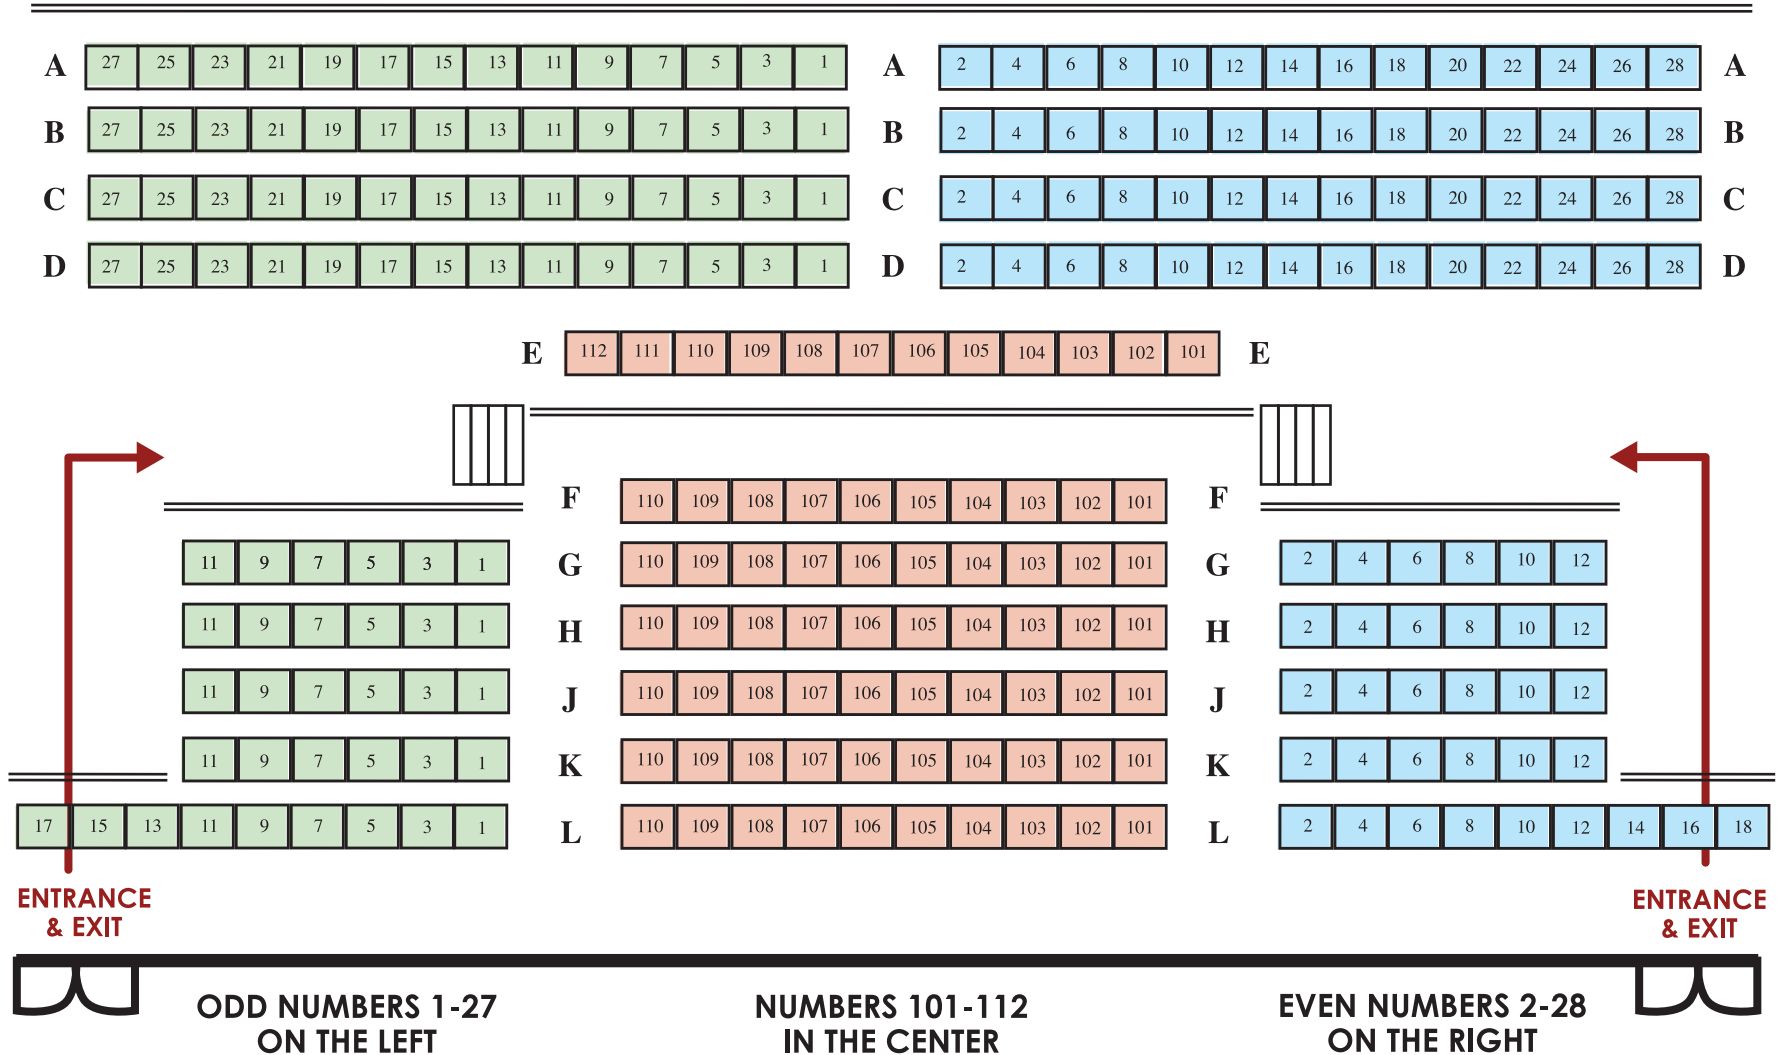 A 27 25 23 21 19 17 15 13 11 9 7 5 3 1 A 2 4 6 8 10 12 14 16 18 20 22 24 26 28 A
B 27 25 23 21 19 17 15 13 11 9 7 5 3 1 B 2 4 6 8 10 12 14 16 18 20 22 24 26 28 B
C 27 25 23 21 19 17 15 13 11 9 7 5 3 1 C 2 4 6 8 10 12 14 16 18 20 22 24 26 28 C
D 27 25 23 21 19 17 15 13 11 9 7 5 3 1 D 2 4 6 8 10 12 14 16 18 20 22 24 26 28 D
E 112 111 110 109 108 107 106 105 104 103 102 101 E
F 110 109 108 107 106 105 104 103 102 101 F
11 9 7 5 3 1 G 110 109 108 107 106 105 104 103 102 101 G 2 4 6 8 10 12
11 9 7 5 3 1 H 110 109 108 107 106 105 104 103 102 101 H 2 4 6 8 10 12
11 9 7 5 3 1 J 110 109 108 107 106 105 104 103 102 101 J 2 4 6 8 10 12
11 9 7 5 3 1 K 110 109 108 107 106 105 104 103 102 101 K 2 4 6 8 10 12
17 15 13 11 9 7 5 3 1 L 110 109 108 107 106 105 104 103 102 101 L 2 4 6 8 10 12 14 16 18
ENTRANCE
& EXIT
ENTRANCE
& EXIT
ODD NUMBERS 1-27
ON THE LEFT
NUMBERS 101-112
IN THE CENTER
EVEN NUMBERS 2-28
ON THE RIGHT